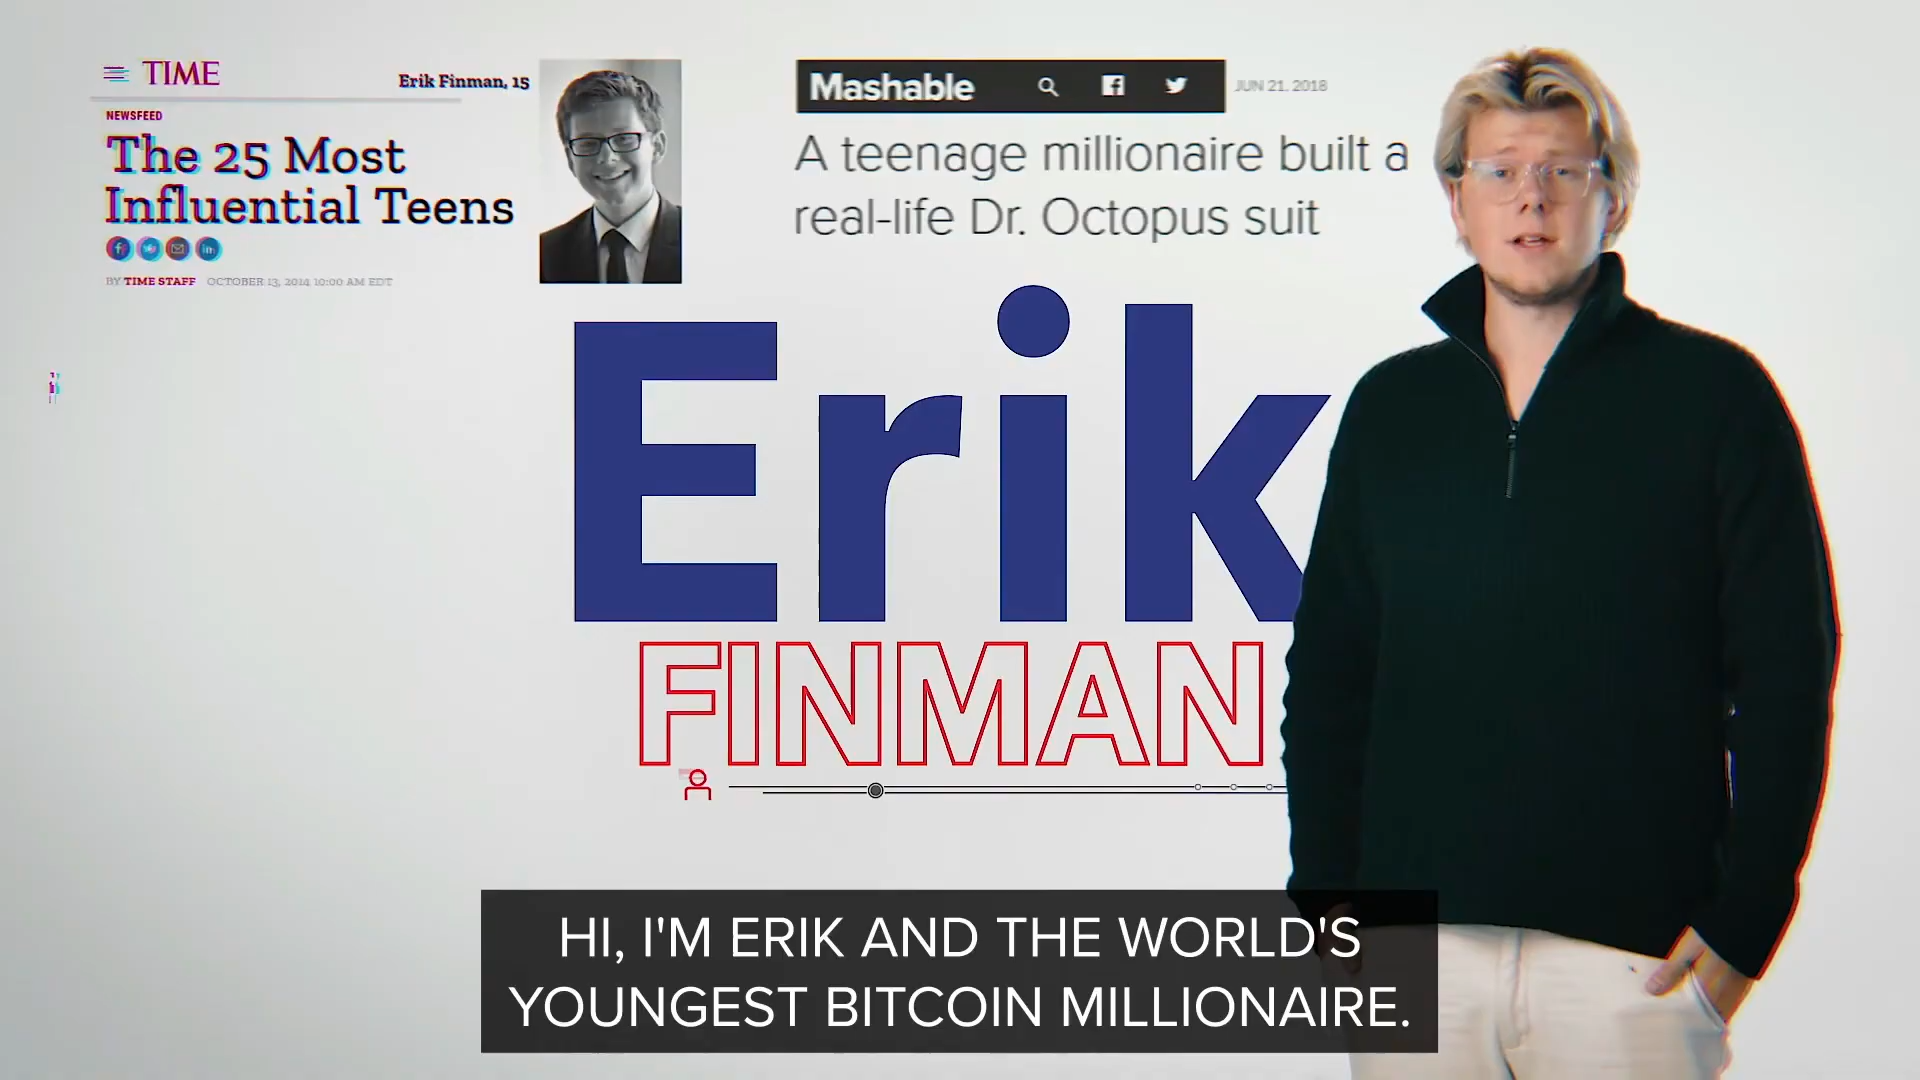 TIME
Erik Finman, 15
NEWSFEED
The 25 Most
Influential Teens
BY TIME STAFF OCTOBER 13, 2014 10:00 AM EDT
Mashable
JUN 21, 2018
A teenage millionaire built a
real-life Dr. Octopus suit
Erik
FINMAN
HI, I'M ERIK AND THE WORLD'S
YOUNGEST BITCOIN MILLIONAIRE.